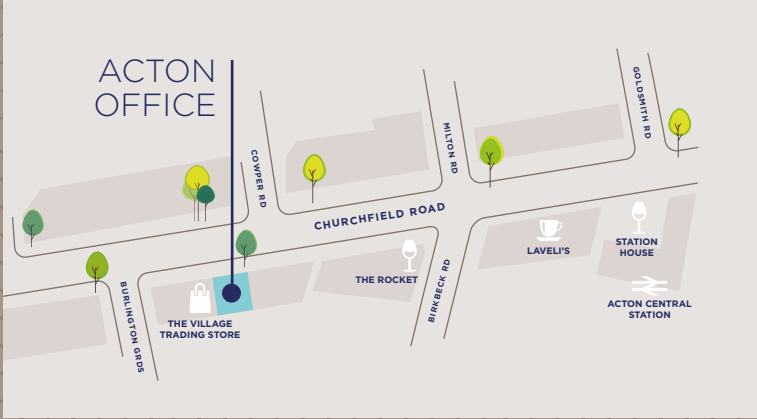 ACTON
OFFICE
COWPER RD
MILTON RD
GOLDSMITH RD
CHURCHFIELD ROAD
LAVELI'S
STATION
HOUSE
THE ROCKET
BIRKBECK RD
ACTON CENTRAL
STATION
BURLINGTON GRDS
THE VILLAGE
TRADING STORE